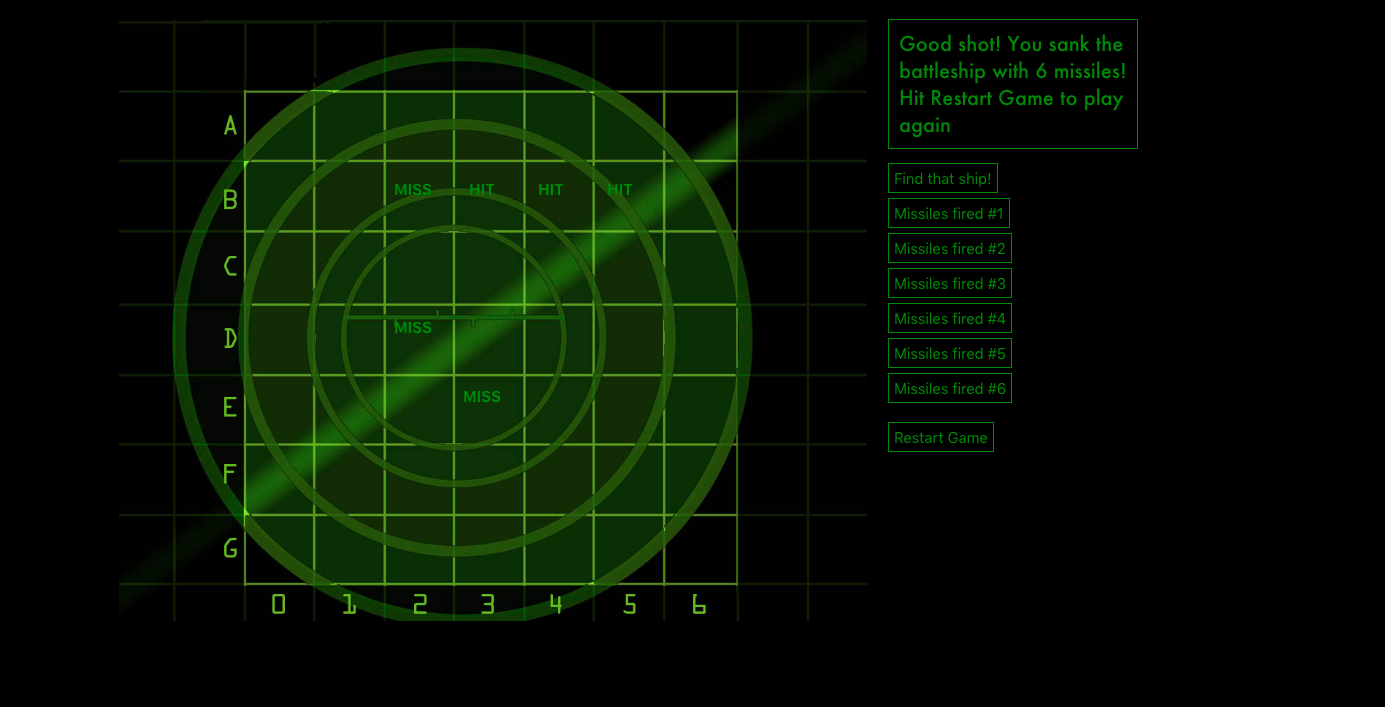 Good shot! You sank the
battleship with 6 missiles!
Hit Restart Game to play
again
A
B
MISS HIT HIT HIT
C
D
MISS
E
MISS
F
G
0 1 2 3 4 5 6
Find that ship!
Missiles fired #1
Missiles fired #2
Missiles fired #3
Missiles fired #4
Missiles fired #5
Missiles fired #6
Restart Game